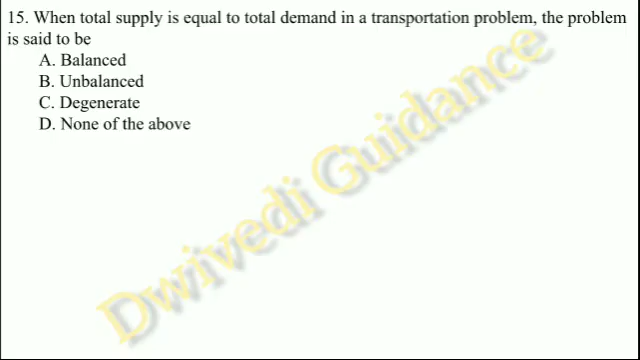 15. When total supply is equal to total demand in a transportation problem, the problem
is said to be
A. Balanced
B. Unbalanced
C. Degenerate
D. None of the above
Dwivedi Guidance